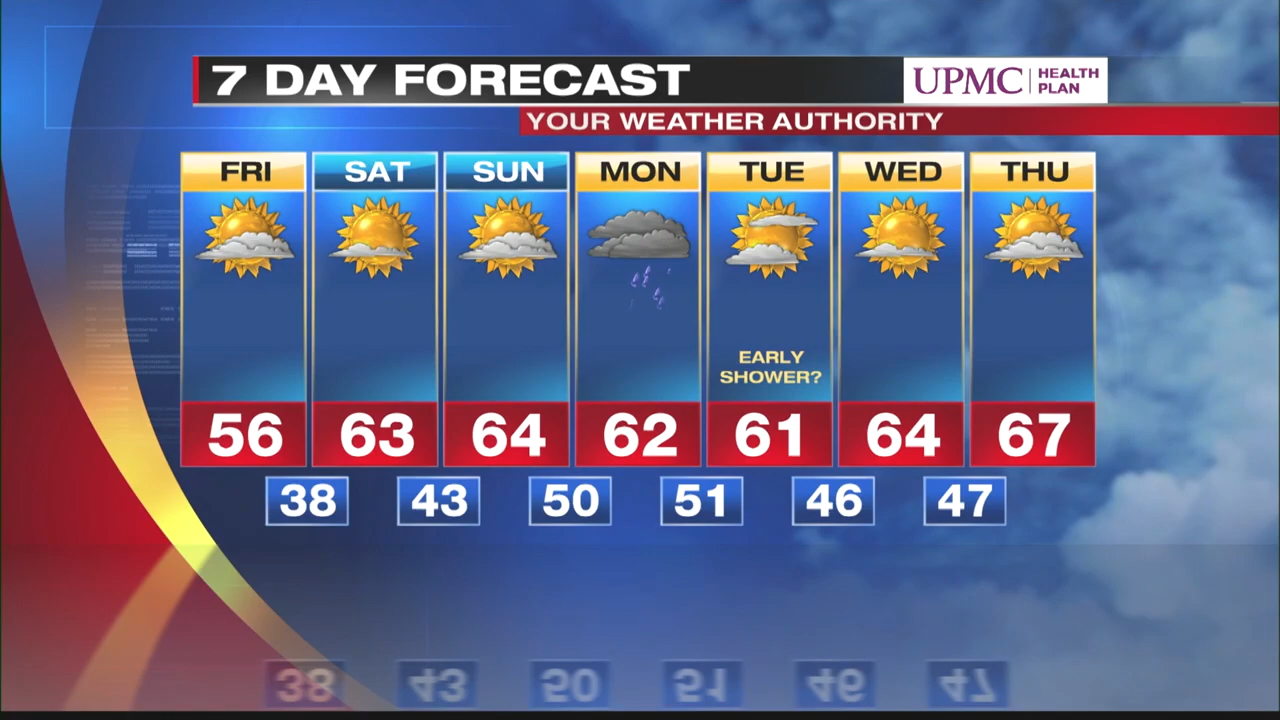 7 DAY FORECAST
UPMC HEALTH PLAN
YOUR WEATHER AUTHORITY
FRI SAT SUN MON TUE WED THU
EARLY
SHOWER?
56 63 64 62 61 64 67
38 43 50 51 46 47